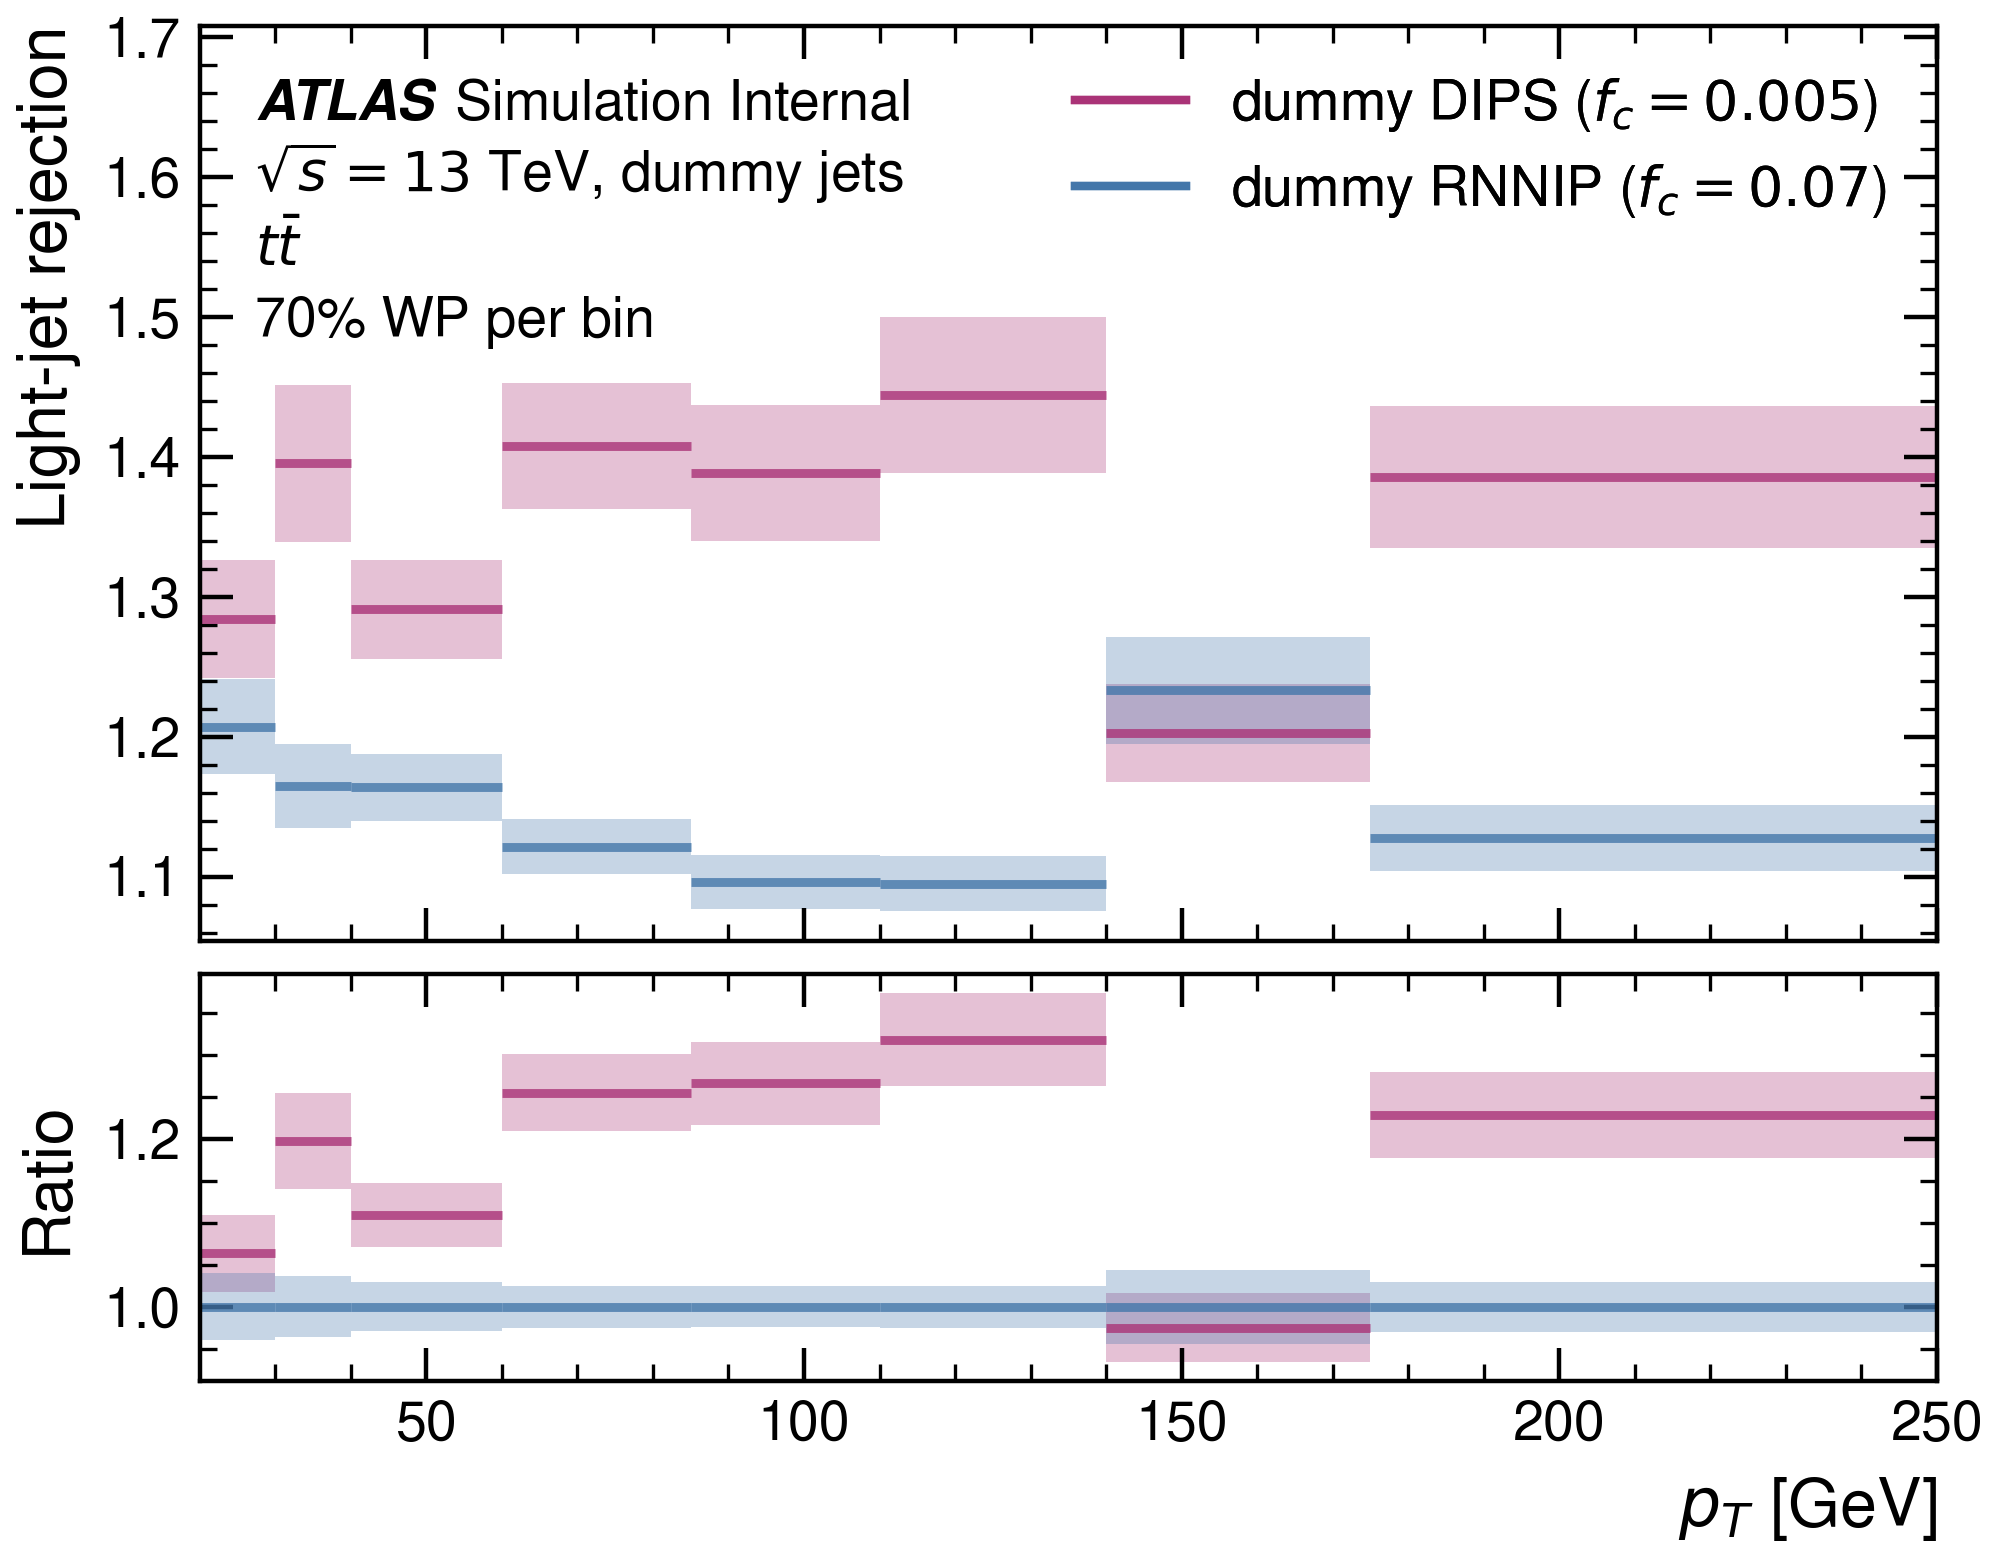 Light-jet rejection
1.7
1.6
1.5
1.4
1.3
1.2
1.1
ATLAS Simulation Internal
√s = 13 TeV, dummy jets
tt̄
70% WP per bin
dummy DIPS (f_c = 0.005)
dummy RNNIP (f_c = 0.07)
Ratio
1.2
1.0
50 100 150 200 250
p_T [GeV]